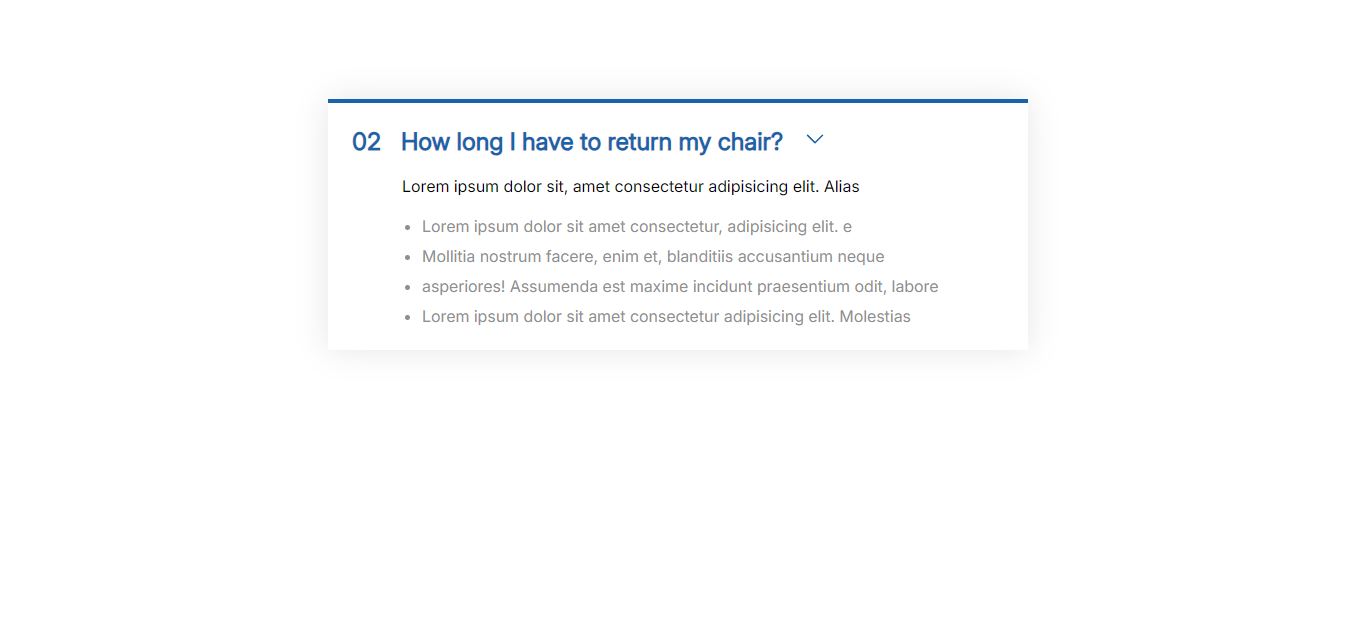 02 How long I have to return my chair?
Lorem ipsum dolor sit, amet consectetur adipisicing elit. Alias
• Lorem ipsum dolor sit amet consectetur, adipisicing elit. e
• Mollitia nostrum facere, enim et, blanditiis accusantium neque
• asperiores! Assumenda est maxime incidunt praesentium odit, labore
• Lorem ipsum dolor sit amet consectetur adipisicing elit. Molestias